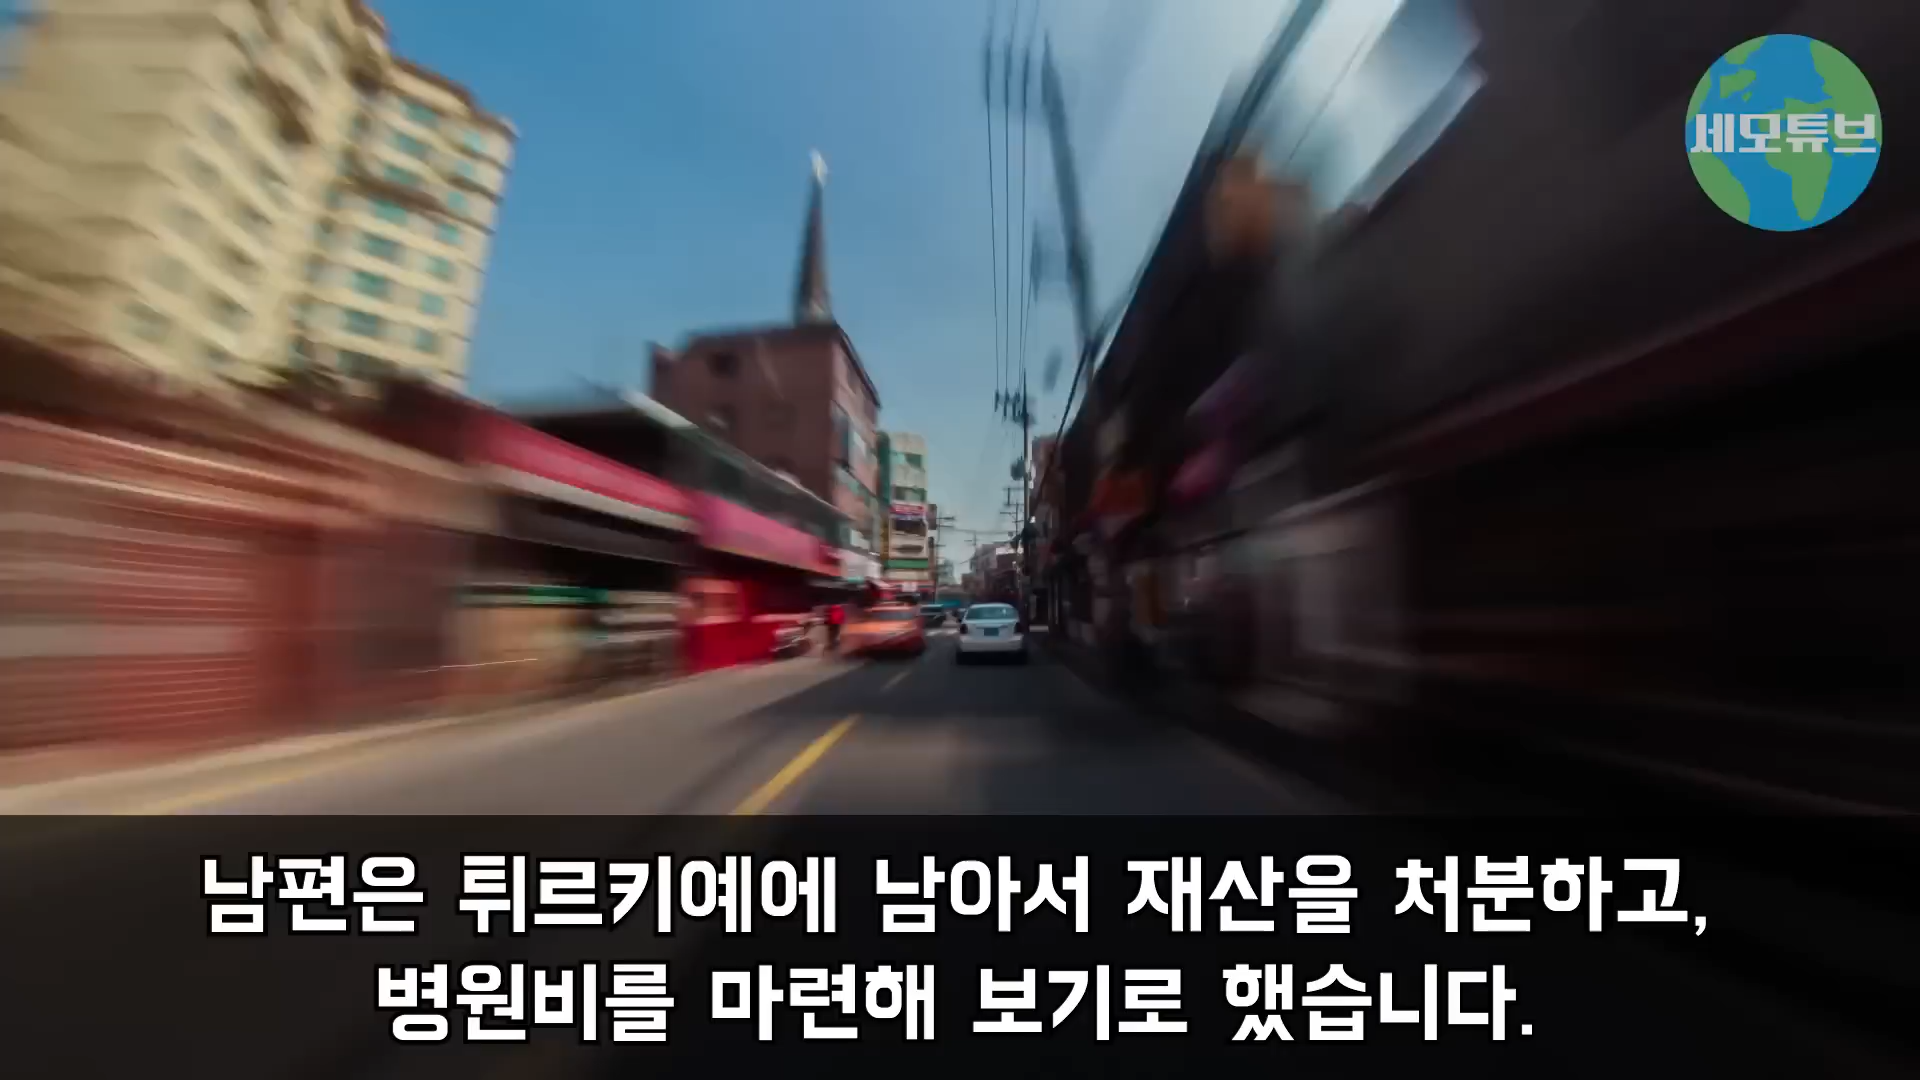 세모튜브
남편은 튀르키예에 남아서 재산을 처분하고,
병원비를 마련해 보기로 했습니다.